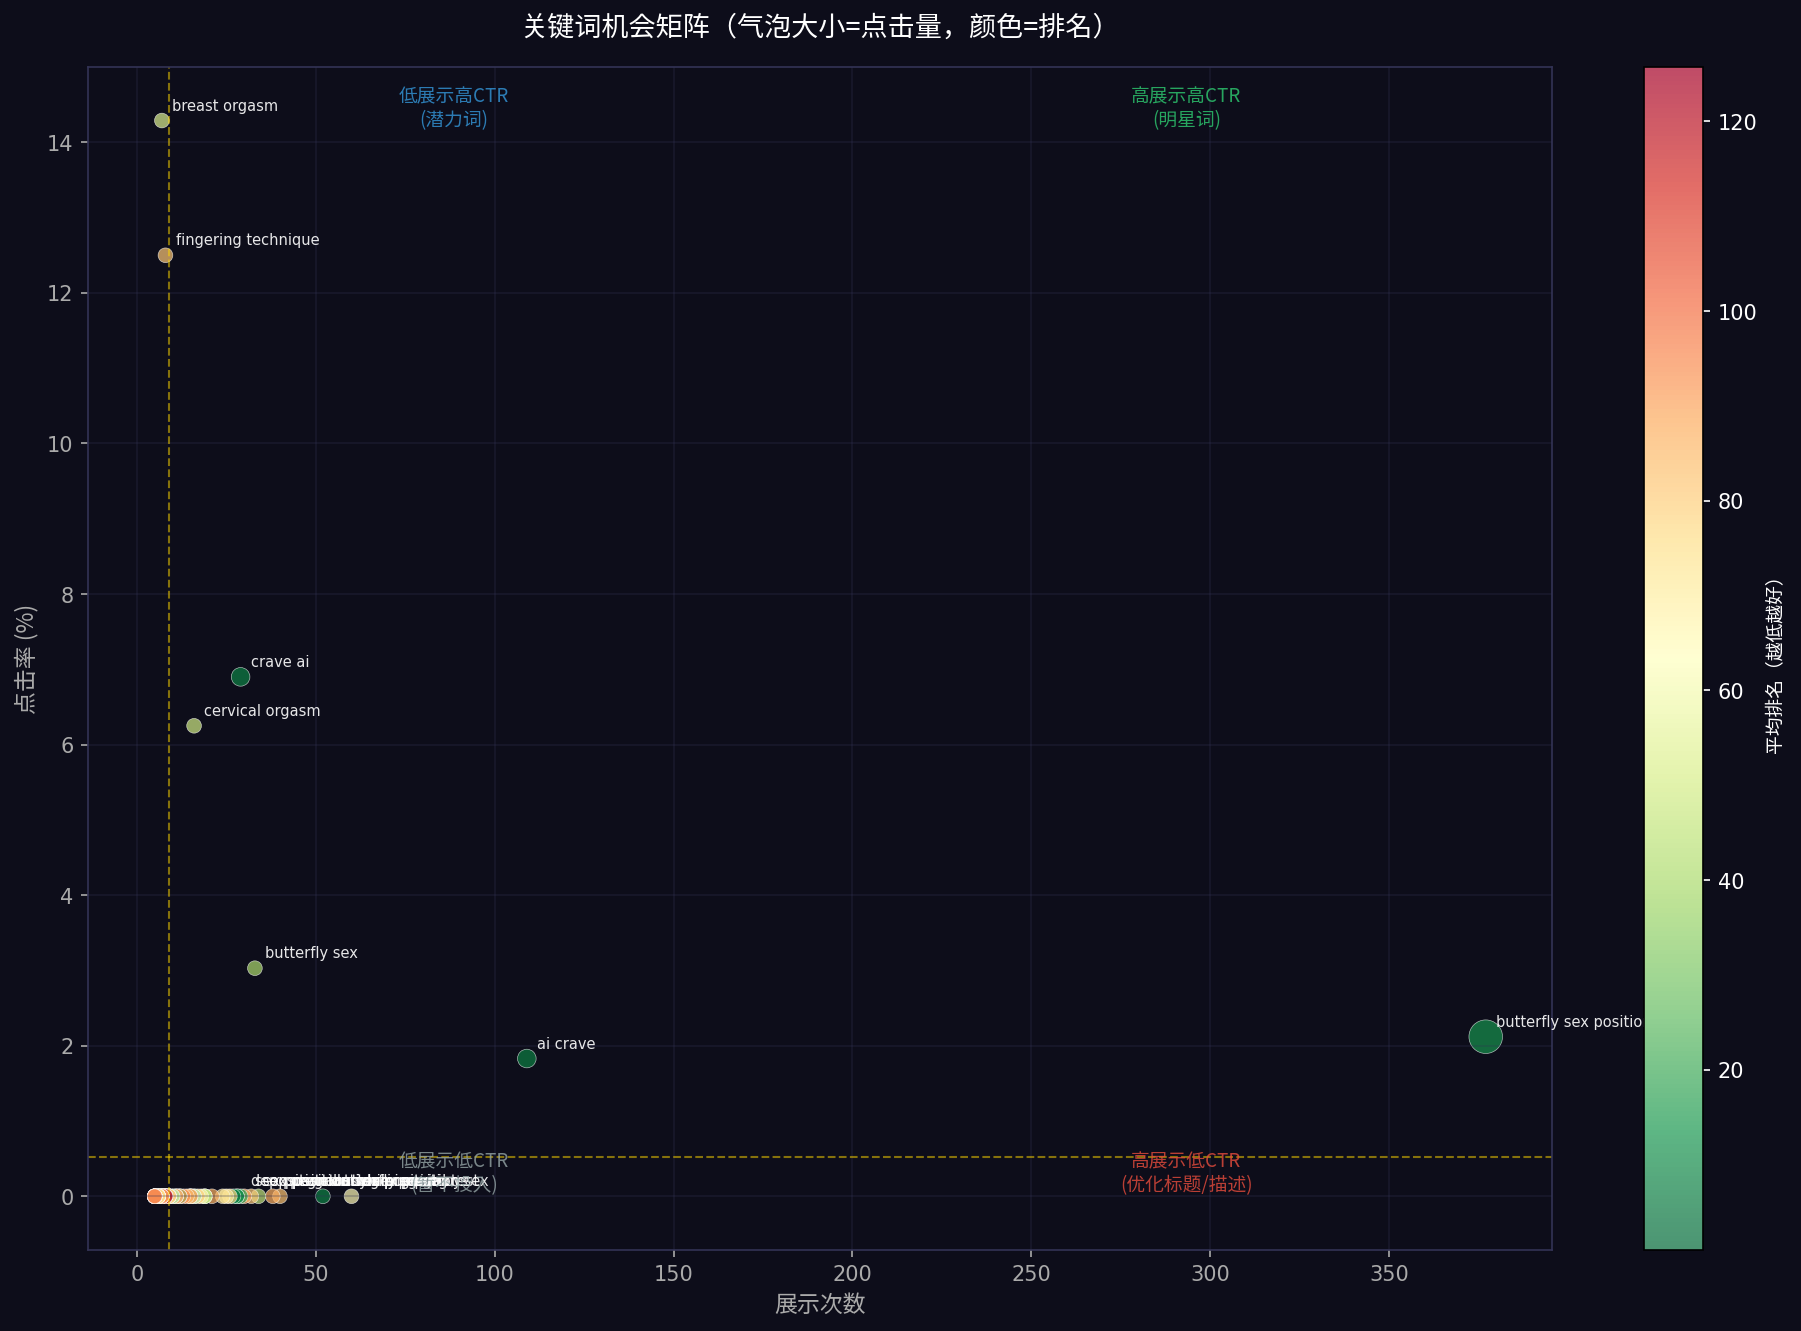 关键词机会矩阵（气泡大小=点击量，颜色=排名）
breast orgasm
低展示高CTR
(潜力词)
高展示高CTR
(明星词)
fingering technique
crave ai
cervical orgasm
butterfly sex
ai crave
butterfly sex positio
低展示低CTR
高展示低CTR
(优化标题/描述)
14
12
10
8
6
4
2
0
点击率 (%)
0
50
100
150
200
250
300
350
展示次数
120
100
80
60
40
20
平均排名（越低越好）